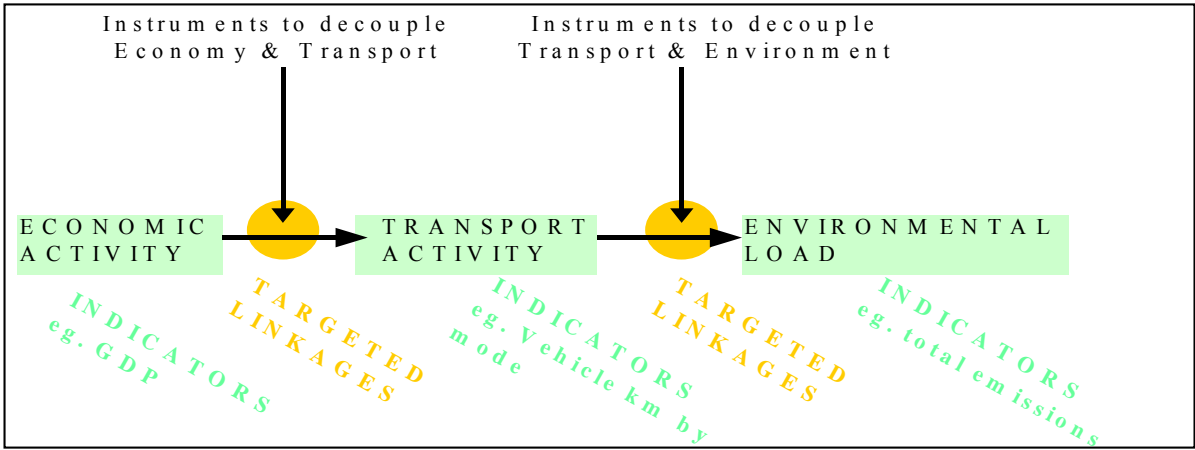 Instruments to decouple
Economy & Transport
Instruments to decouple
Transport & Environment
ECONOMIC
ACTIVITY
TRANSPORT
ACTIVITY
ENVIRONMENTAL
LOAD
INDICATORS
eg. GDP
TARGETED
LINKAGES
INDICATORS
eg. Vehicle km by
mode
TARGETED
LINKAGES
INDICATORS
eg. total emissions